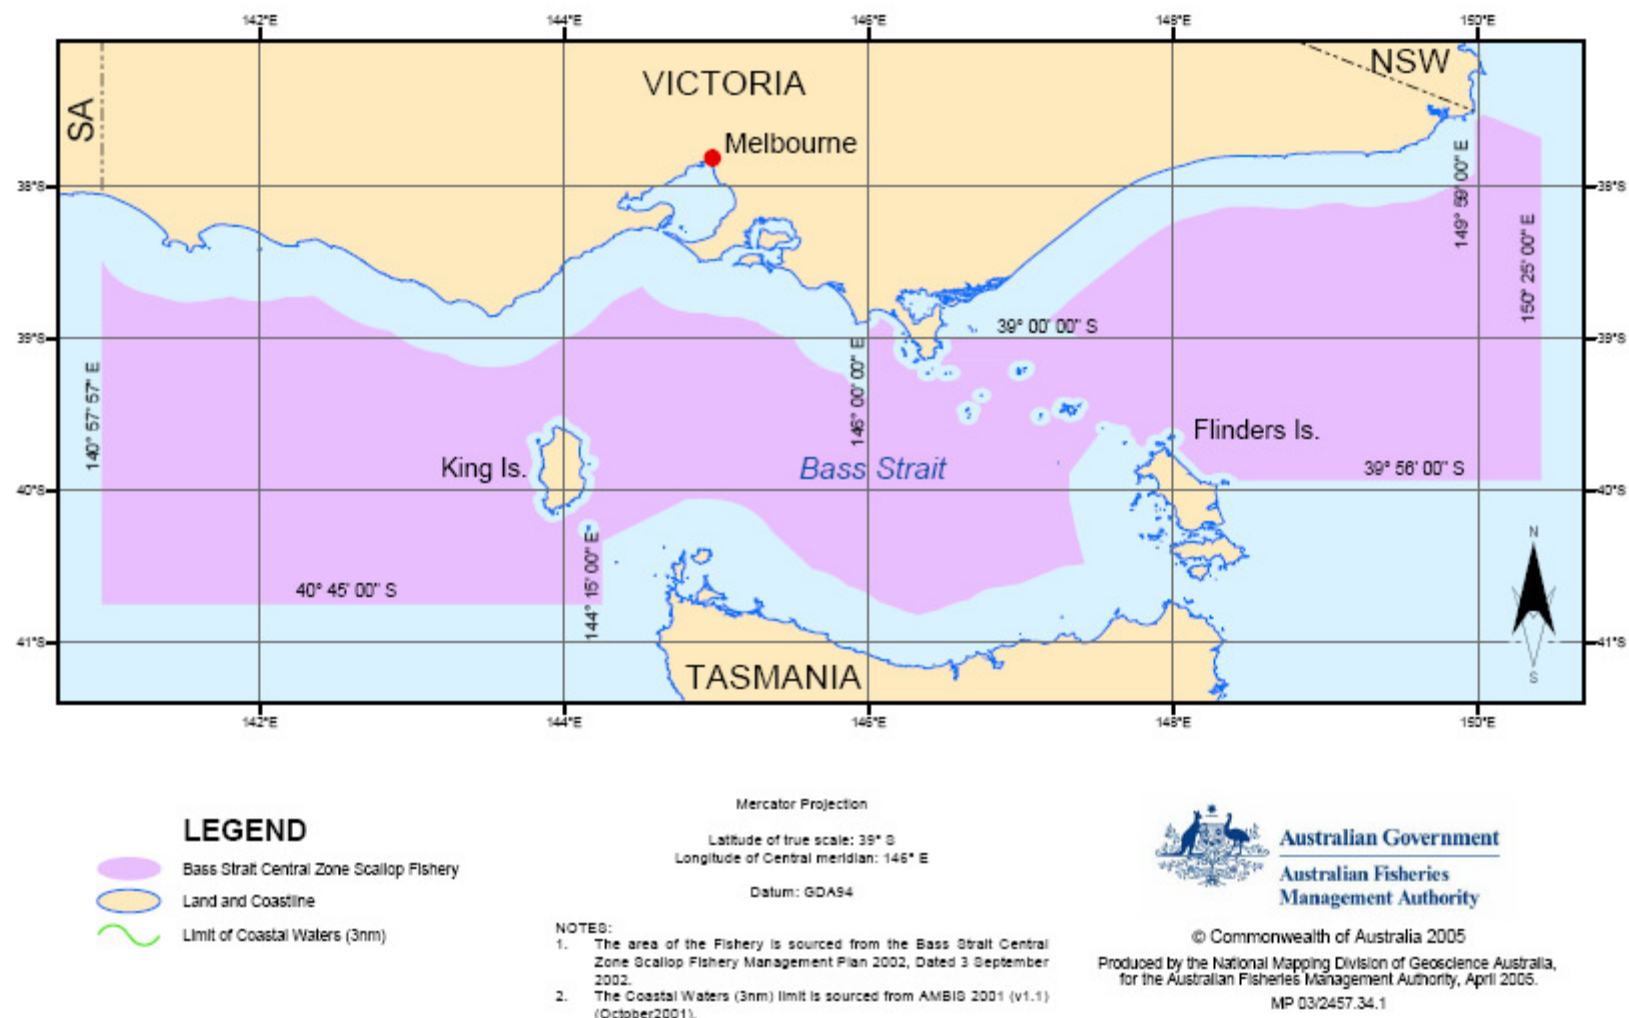 142°E 144°E 146°E 148°E 150°E
SA
VICTORIA
NSW
Melbourne
38°S
149° 59' 00" E
38°S
150° 25' 00" E
39°S
39° 00' 00" S
39°S
140° 57' 57" E
146° 00' 00" E
Flinders Is.
King Is.
Bass Strait
39° 56' 00" S
40°S
40°S
144° 15' 00" E
40° 45' 00" S
N
S
41°S
41°S
TASMANIA
142°E 144°E 146°E 148°E 150°E
LEGEND
Bass Strait Central Zone Scallop Fishery
Land and Coastline
Limit of Coastal Waters (3nm)
Mercator Projection
Latitude of true scale: 39° S
Longitude of Central meridian: 146° E
Datum: GDA94
NOTES:
1. The area of the Fishery is sourced from the Bass Strait Central
Zone Scallop Fishery Management Plan 2002, Dated 3 September
2002.
2. The Coastal Waters (3nm) limit is sourced from AMBIS 2001 (v1.1)
(October2001).
Australian Government
Australian Fisheries
Management Authority
© Commonwealth of Australia 2005
Produced by the National Mapping Division of Geoscience Australia,
for the Australian Fisheries Management Authority, April 2005.
MP 03/2457.34.1